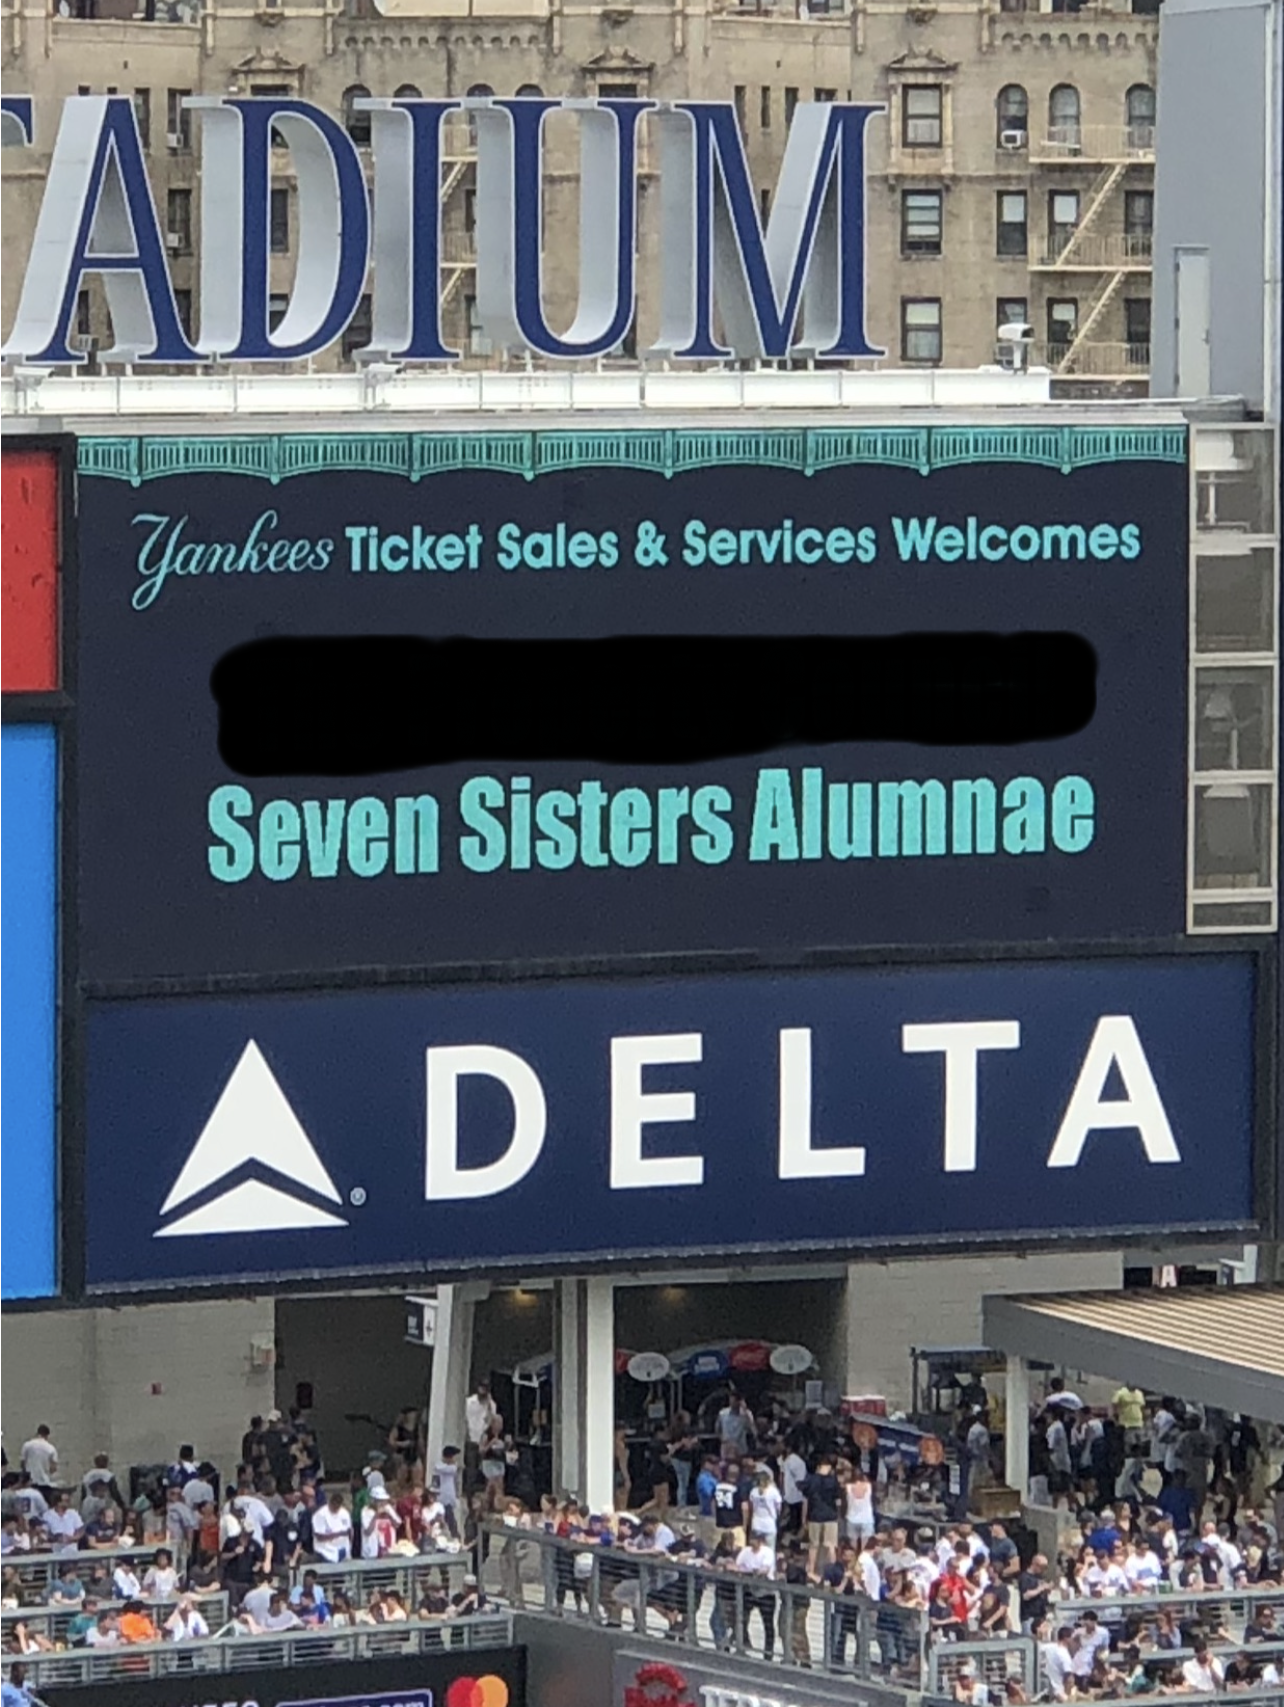 ADIUM
Yankees Ticket Sales & Services Welcomes
Seven Sisters Alumnae
DELTA